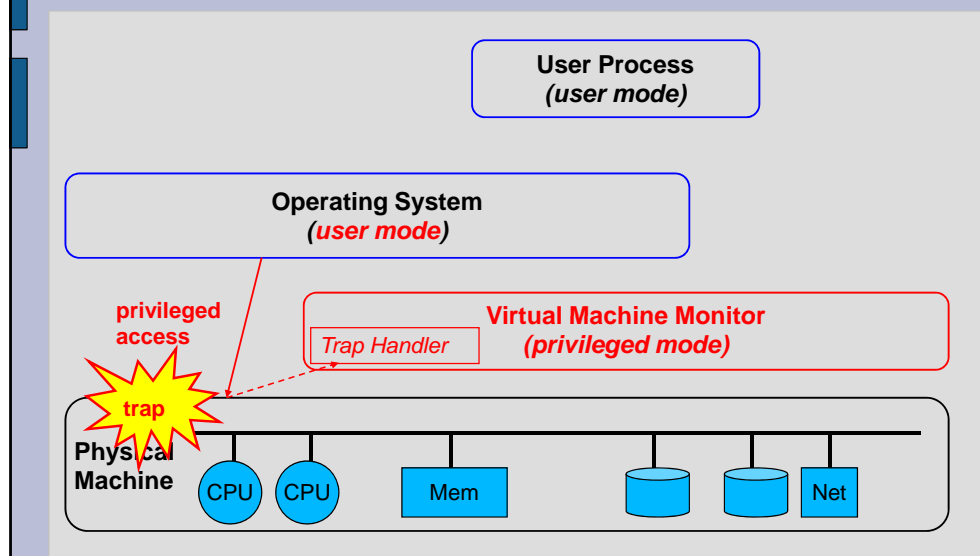 User Process
(user mode)
Operating System
(user mode)
privileged
access
Virtual Machine Monitor
(privileged mode)
Trap Handler
trap
Physical
Machine
CPU
CPU
Mem
Net